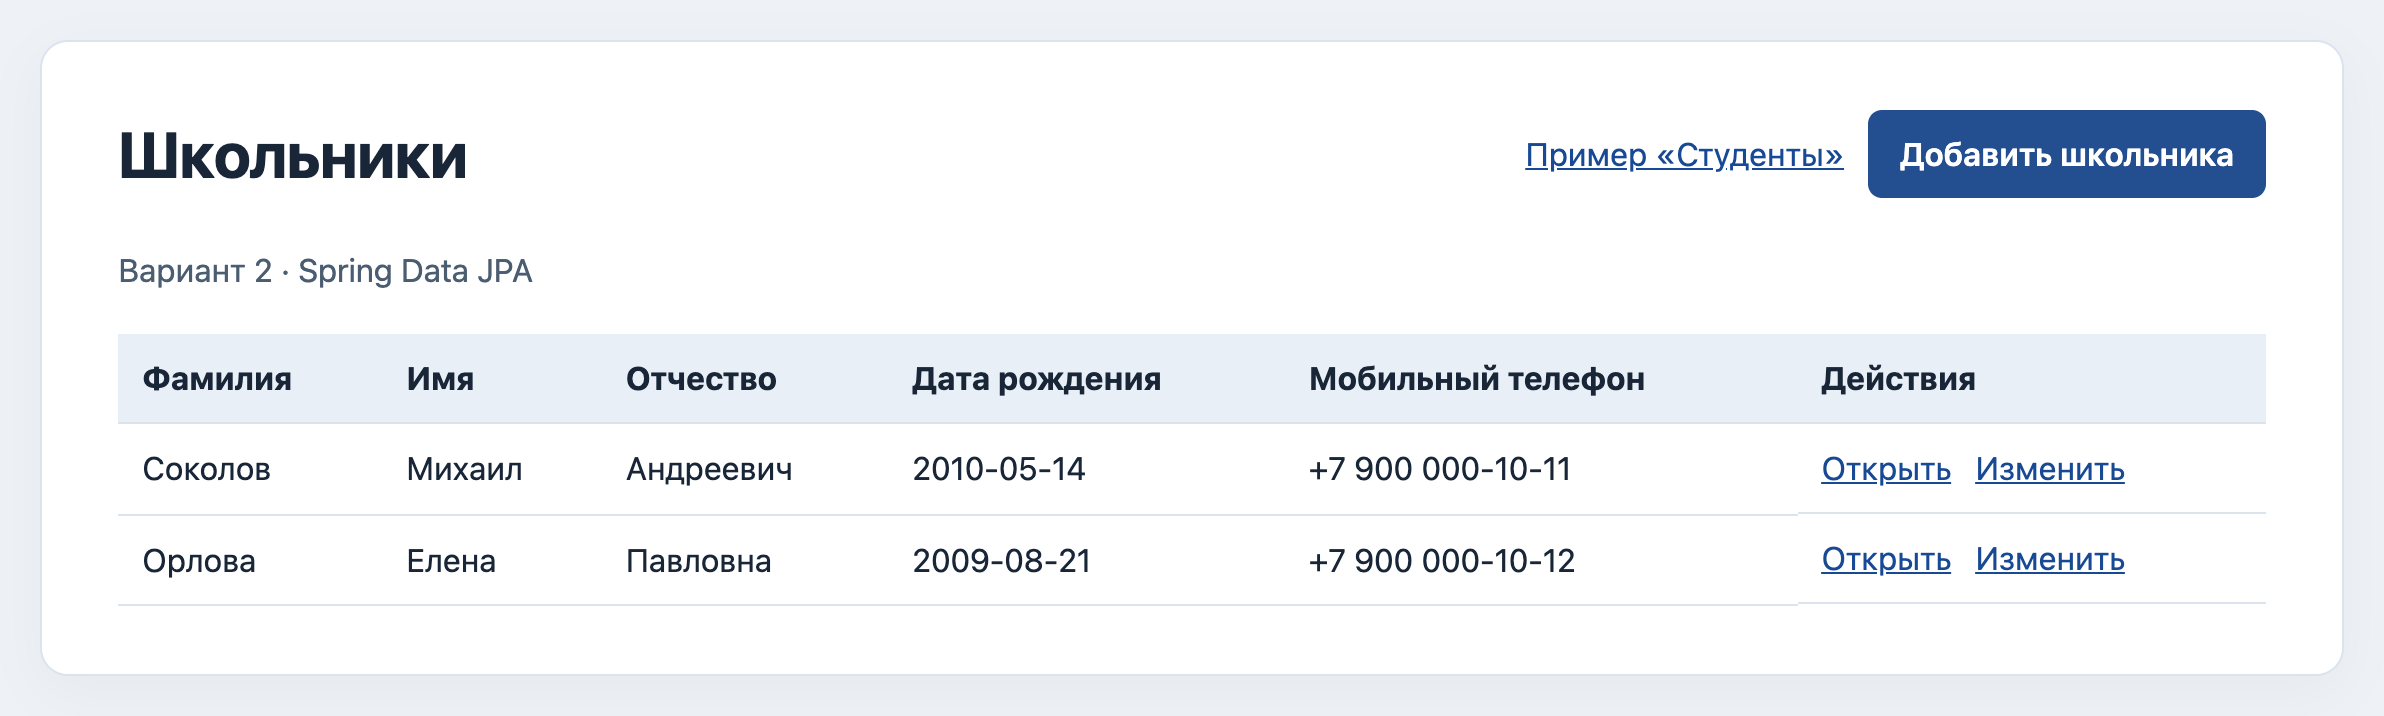 Школьники
Пример «Студенты» Добавить школьника
Вариант 2 · Spring Data JPA
Фамилия Имя Отчество Дата рождения Мобильный телефон Действия
Соколов Михаил Андреевич 2010-05-14 +7 900 000-10-11 Открыть Изменить
Орлова Елена Павловна 2009-08-21 +7 900 000-10-12 Открыть Изменить